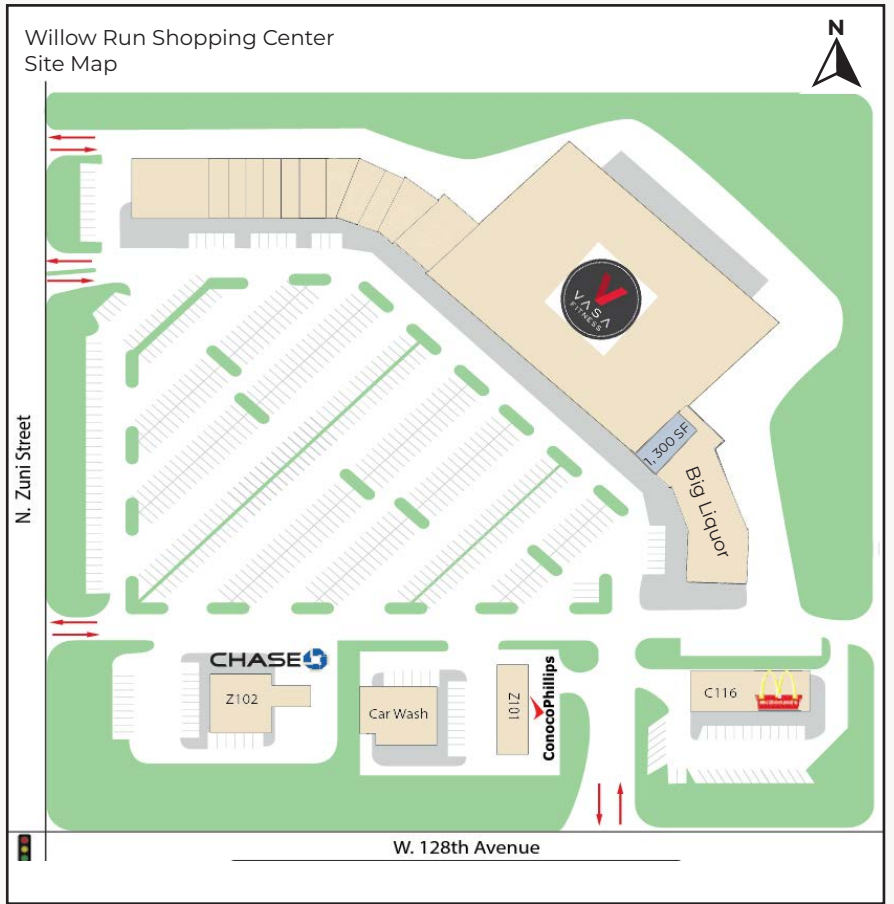 Willow Run Shopping Center
Site Map
N
VASA
FITNESS
1, 300 SF
Big Liquor
N. Zuni Street
CHASE
Z102
Car Wash
Z101
ConocoPhillips
C116
McDonald's
W. 128th Avenue